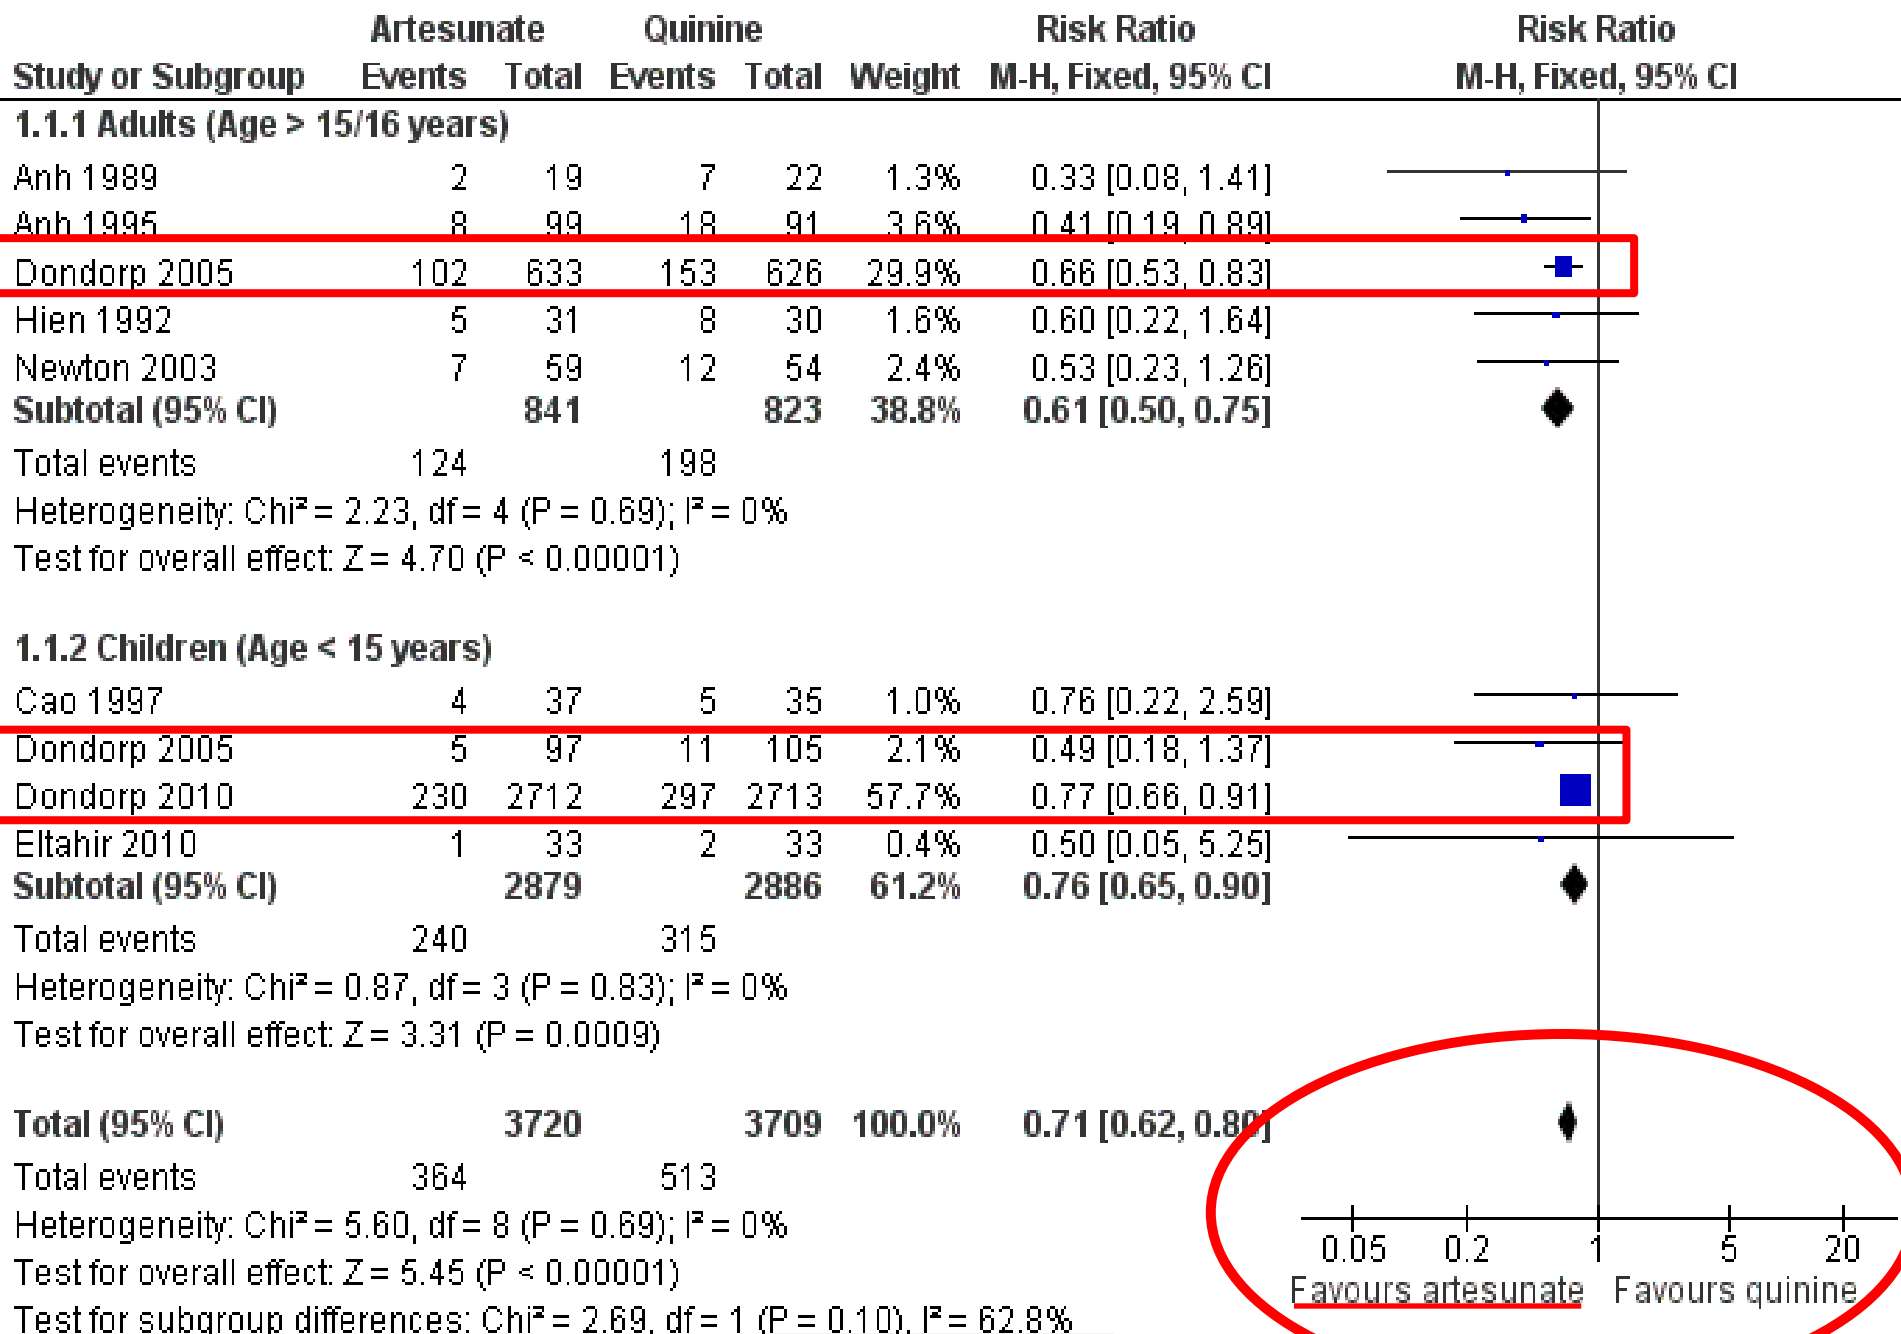 Artesunate Quinine Risk Ratio Risk Ratio
Study or Subgroup Events Total Events Total Weight M-H, Fixed, 95% CI M-H, Fixed, 95% CI
1.1.1 Adults (Age > 15/16 years)
Anh 1989 2 19 7 22 1.3% 0.33 [0.08, 1.41]
Anh 1995 8 99 18 91 3.6% 0.41 [0.19, 0.89]
Dondorp 2005 102 633 153 626 29.9% 0.66 [0.53, 0.83]
Hien 1992 5 31 8 30 1.6% 0.60 [0.22, 1.64]
Newton 2003 7 59 12 54 2.4% 0.53 [0.23, 1.26]
Subtotal (95% CI) 841 823 38.8% 0.61 [0.50, 0.75]
Total events 124 198
Heterogeneity: Chi² = 2.23, df = 4 (P = 0.69); I² = 0%
Test for overall effect: Z = 4.70 (P < 0.00001)
1.1.2 Children (Age < 15 years)
Cao 1997 4 37 5 35 1.0% 0.76 [0.22, 2.59]
Dondorp 2005 5 97 11 105 2.1% 0.49 [0.18, 1.37]
Dondorp 2010 230 2712 297 2713 57.7% 0.77 [0.66, 0.91]
Eltahir 2010 1 33 2 33 0.4% 0.50 [0.05, 5.25]
Subtotal (95% CI) 2879 2886 61.2% 0.76 [0.65, 0.90]
Total events 240 315
Heterogeneity: Chi² = 0.87, df = 3 (P = 0.83); I² = 0%
Test for overall effect: Z = 3.31 (P = 0.0009)
Total (95% CI) 3720 3709 100.0% 0.71 [0.62, 0.80]
Total events 364 513
Heterogeneity: Chi² = 5.60, df = 8 (P = 0.69); I² = 0%
Test for overall effect: Z = 5.45 (P < 0.00001)
Test for subgroup differences: Chi² = 2.69, df = 1 (P = 0.10), I² = 62.8%
0.05 0.2 1 5 20
Favours artesunate Favours quinine